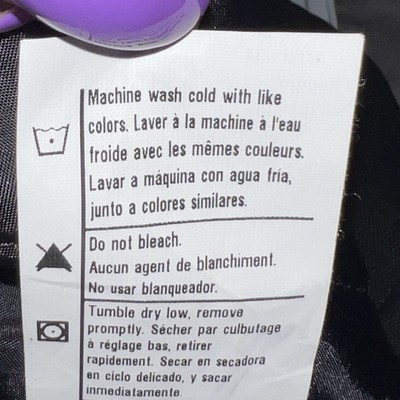 Machine wash cold with like
colors. Laver à la machine à l'eau
froide avec les mêmes couleurs.
Lavar a máquina con agua fría,
junto a colores similares.
Do not bleach.
Aucun agent de blanchiment.
No usar blanqueador.
Tumble dry low, remove
promptly. Sécher par culbutage
à réglage bas, retirer
rapidement. Secar en secadora
en ciclo delicado, y sacar
inmediatamente.